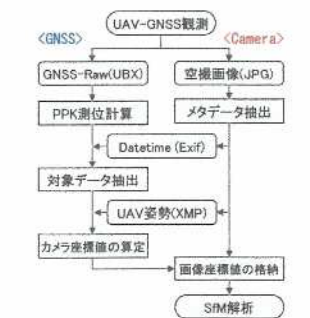 UAV-GNSS観測
<GNSS>
<Camera>
GNSS-Raw(UBX)
空撮画像(JPG)
PPK測位計算
メタデータ抽出
Datetime(Exif)
対象データ抽出
UAV姿勢(XMP)
カメラ座標値の算定
画像座標値の格納
SfM解析